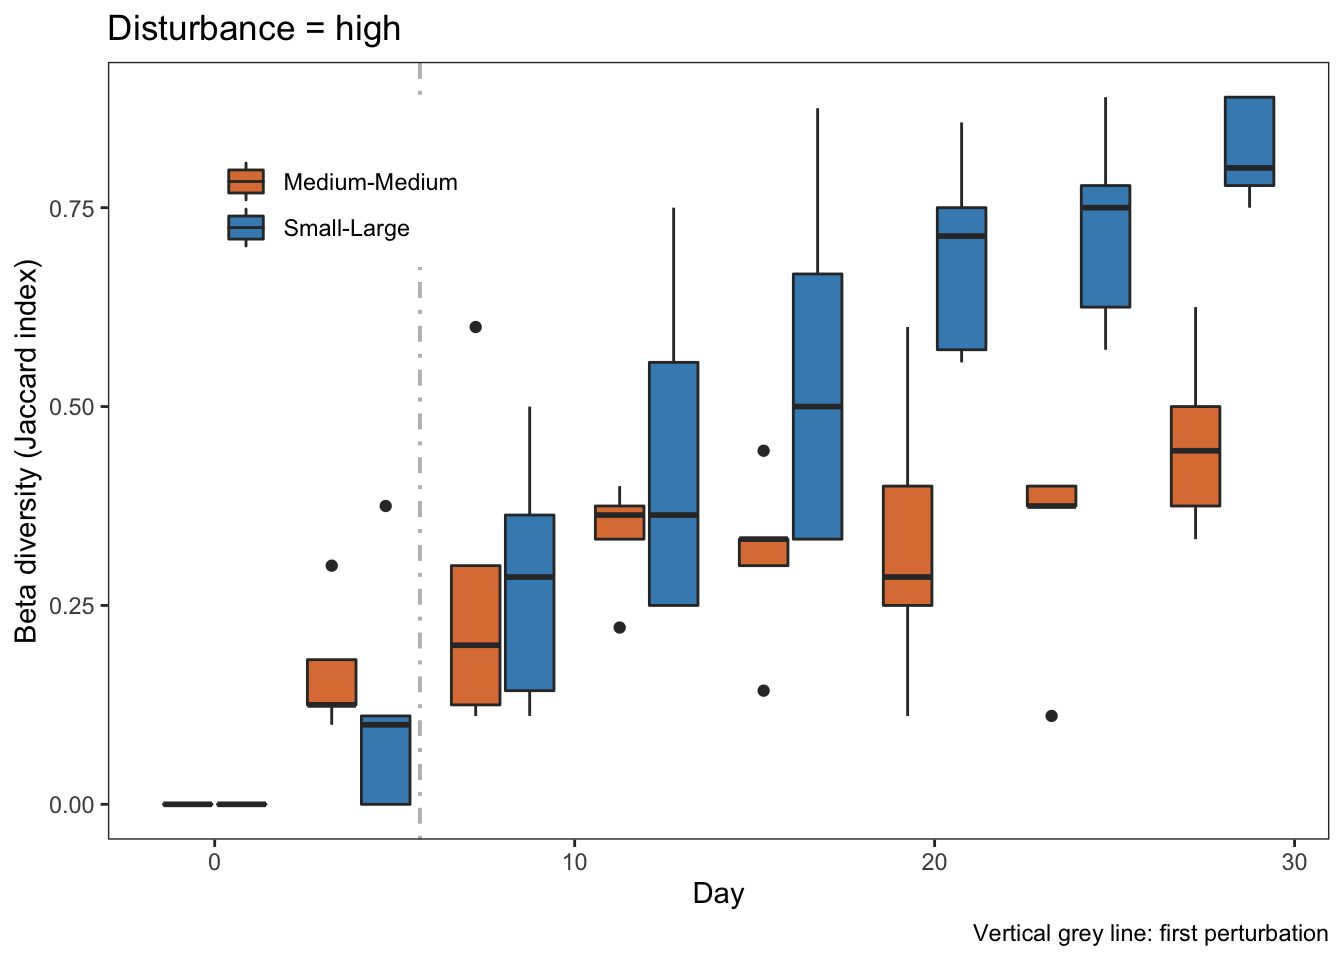 Disturbance = high
Medium-Medium
Small-Large
Beta diversity (Jaccard index)
0.75
0.50
0.25
0.00
0 10 20 30
Day
Vertical grey line: first perturbation